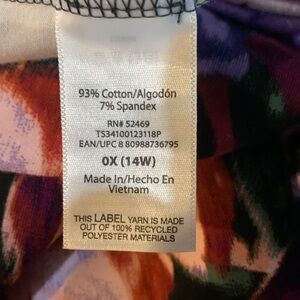 93% Cotton/Algodón
7% Spandex
RN# 52469
TS34100123118P
EAN/UPC 8 80988736795
0X (14W)
Made In/Hecho En
Vietnam
THIS LABEL YARN IS MADE
OUT OF 100% RECYCLED
POLYESTER MATERIALS